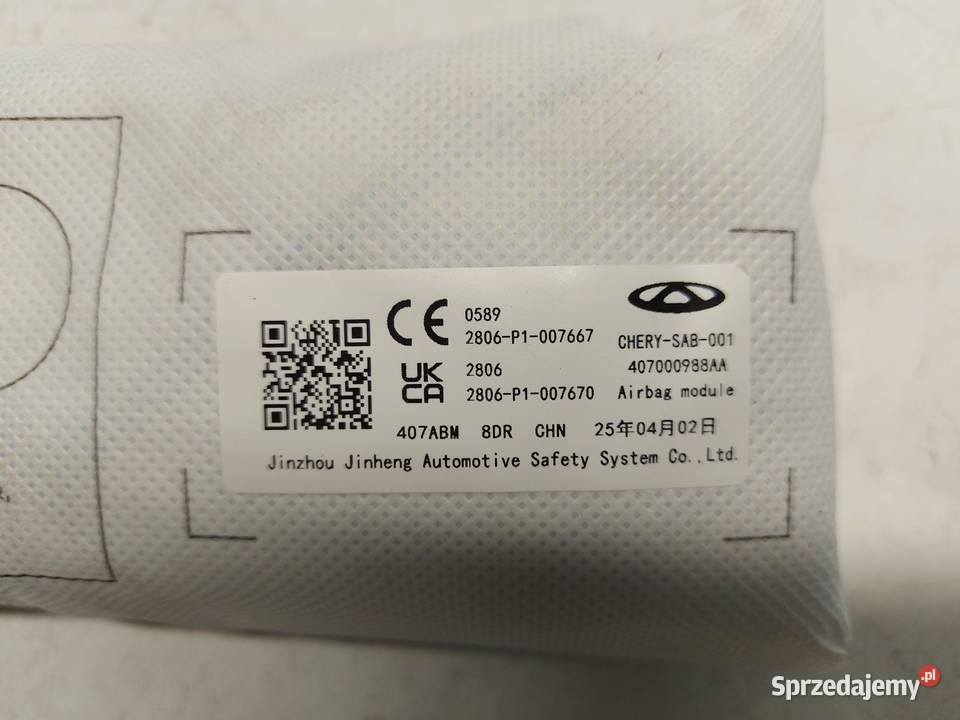 CE 0589
2806-P1-007667
UK CA 2806
2806-P1-007670
CHERY-SAB-001
407000988AA
Airbag module
407ABM 8DR CHN 25年04月02日
Jinzhou Jinheng Automotive Safety System Co.,Ltd.
Sprzedajemy.pl